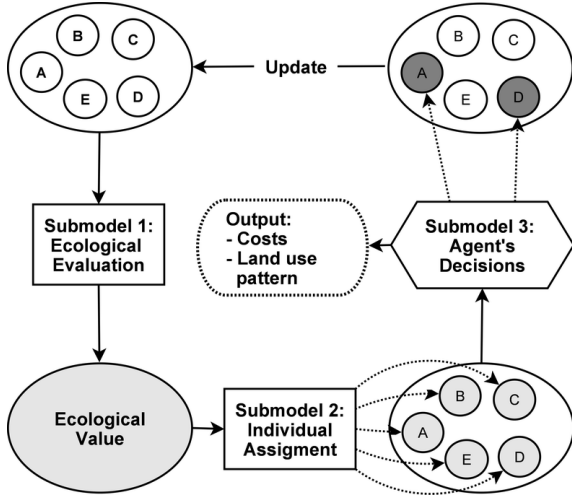 B
C
A
E
D
Update
B
C
A
E
D
Submodel 1:
Ecological
Evaluation
Output:
- Costs
- Land use
pattern
Submodel 3:
Agent's
Decisions
Ecological
Value
Submodel 2:
Individual
Assigment
B
C
A
E
D